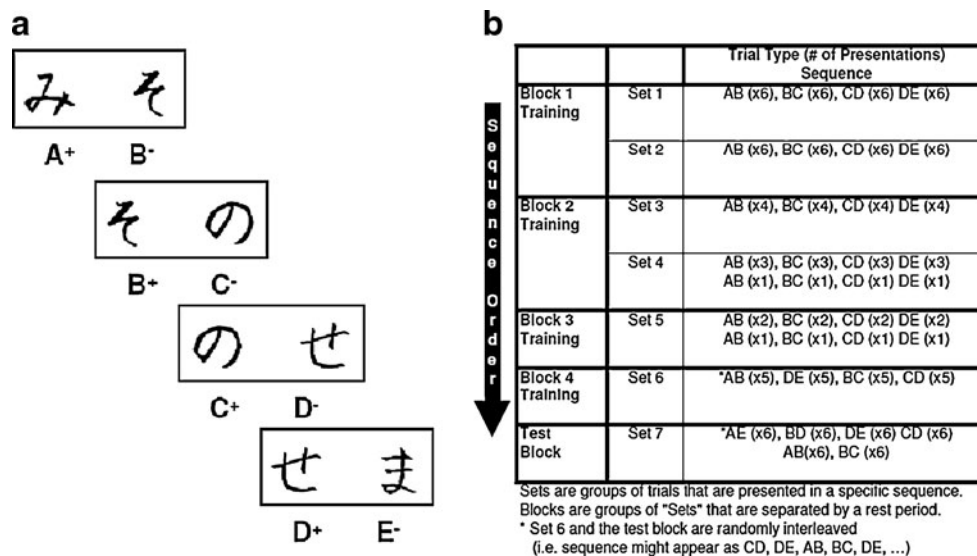 a
み そ
A+ B-
そ の
B+ C-
の せ
C+ D-
せ ま
D+ E-
b
Sequence Order
Trial Type (# of Presentations)
Sequence
Block 1
Training
Set 1
AB (x6), BC (x6), CD (x6) DE (x6)
Set 2
AB (x6), BC (x6), CD (x6) DE (x6)
Block 2
Training
Set 3
AB (x4), BC (x4), CD (x4) DE (x4)
Set 4
AB (x3), BC (x3), CD (x3) DE (x3)
AB (x1), BC (x1), CD (x1) DE (x1)
Block 3
Training
Set 5
AB (x2), BC (x2), CD (x2) DE (x2)
AB (x1), BC (x1), CD (x1) DE (x1)
Block 4
Training
Set 6
*AB (x5), DE (x5), BC (x5), CD (x5)
Test
Block
Set 7
*AE (x6), BD (x6), DE (x6) CD (x6)
AB(x6), BC (x6)
Sets are groups of trials that are presented in a specific sequence.
Blocks are groups of "Sets" that are separated by a rest period.
* Set 6 and the test block are randomly interleaved
(i.e. sequence might appear as CD, DE, AB, BC, DE, ...)